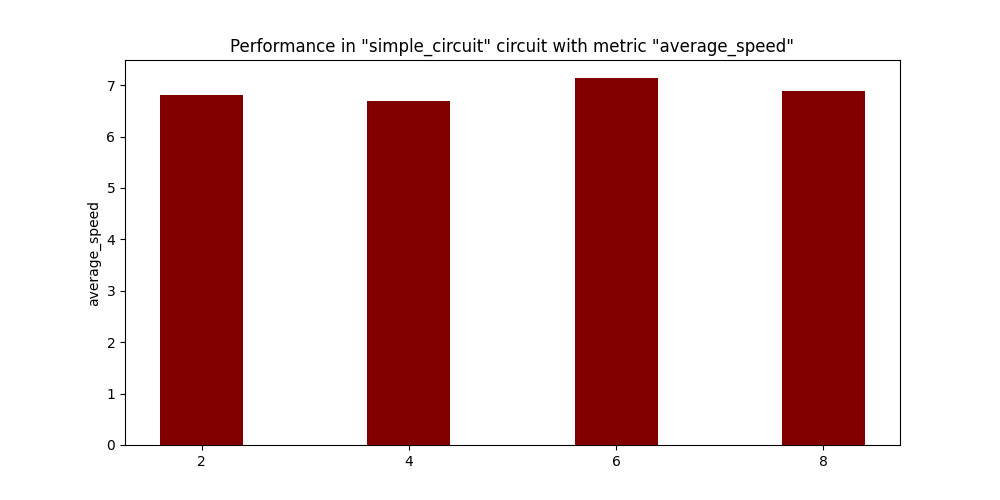 Performance in "simple_circuit" circuit with metric "average_speed"
average_speed
7
6
5
4
3
2
1
0
2 4 6 8